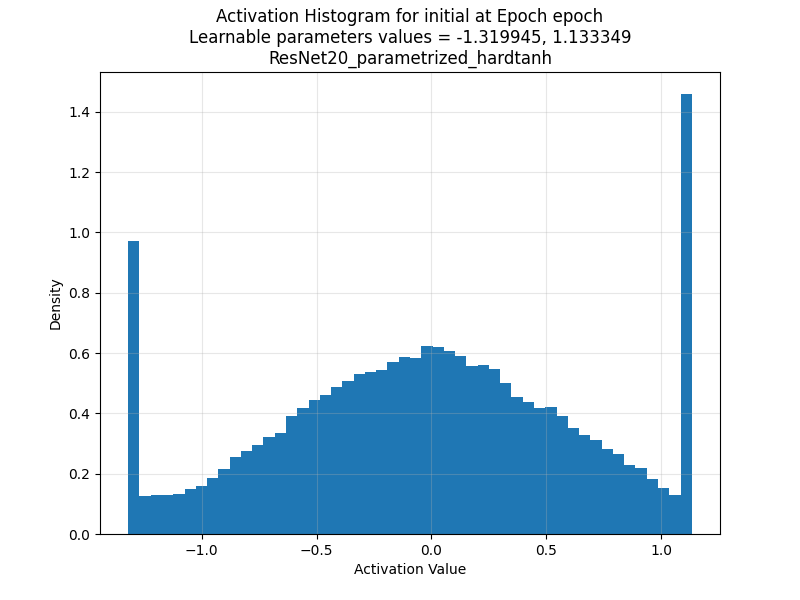 Activation Histogram for initial at Epoch epoch
Learnable parameters values = -1.319945, 1.133349
ResNet20_parametrized_hardtanh
Density
1.4
1.2
1.0
0.8
0.6
0.4
0.2
0.0
−1.0 −0.5 0.0 0.5 1.0
Activation Value